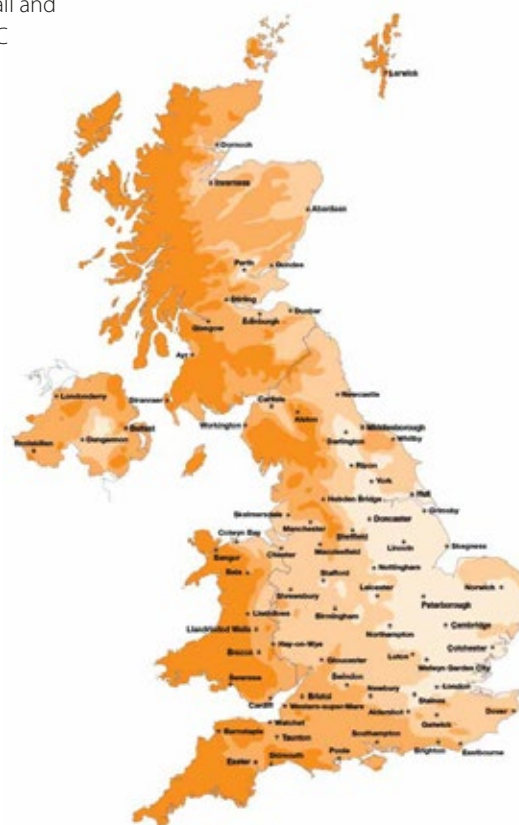 all and
C
Lerwick
Dornoch
Inverness
Aberdeen
Perth
Dundee
Stirling
Dunbar
Edinburgh
Glasgow
Ayr
Londonderry
Stranraer
Carlisle
Newcastle
Alston
Workington
Belfast
Dungannon
Middlesborough
Darlington
Whitby
Ripon
York
Hebden Bridge
Hull
Grimsby
Skelmersdale
Doncaster
Manchester
Sheffield
Colwyn Bay
Chester
Macclesfield
Lincoln
Skegness
Bangor
Bala
Stafford
Nottingham
Norwich
Shrewsbury
Leicester
Peterborough
Llanidloes
Birmingham
Llandrindod Wells
Northampton
Cambridge
Hay-on-Wye
Brecon
Colchester
Gloucester
Luton
Welwyn Garden City
Swansea
Swindon
London
Cardiff
Bristol
Newbury
Staines
Weston-super-Mare
Aldershot
Dover
Watchet
Gatwick
Barnstaple
Taunton
Southampton
Exeter
Sidmouth
Poole
Brighton
Eastbourne